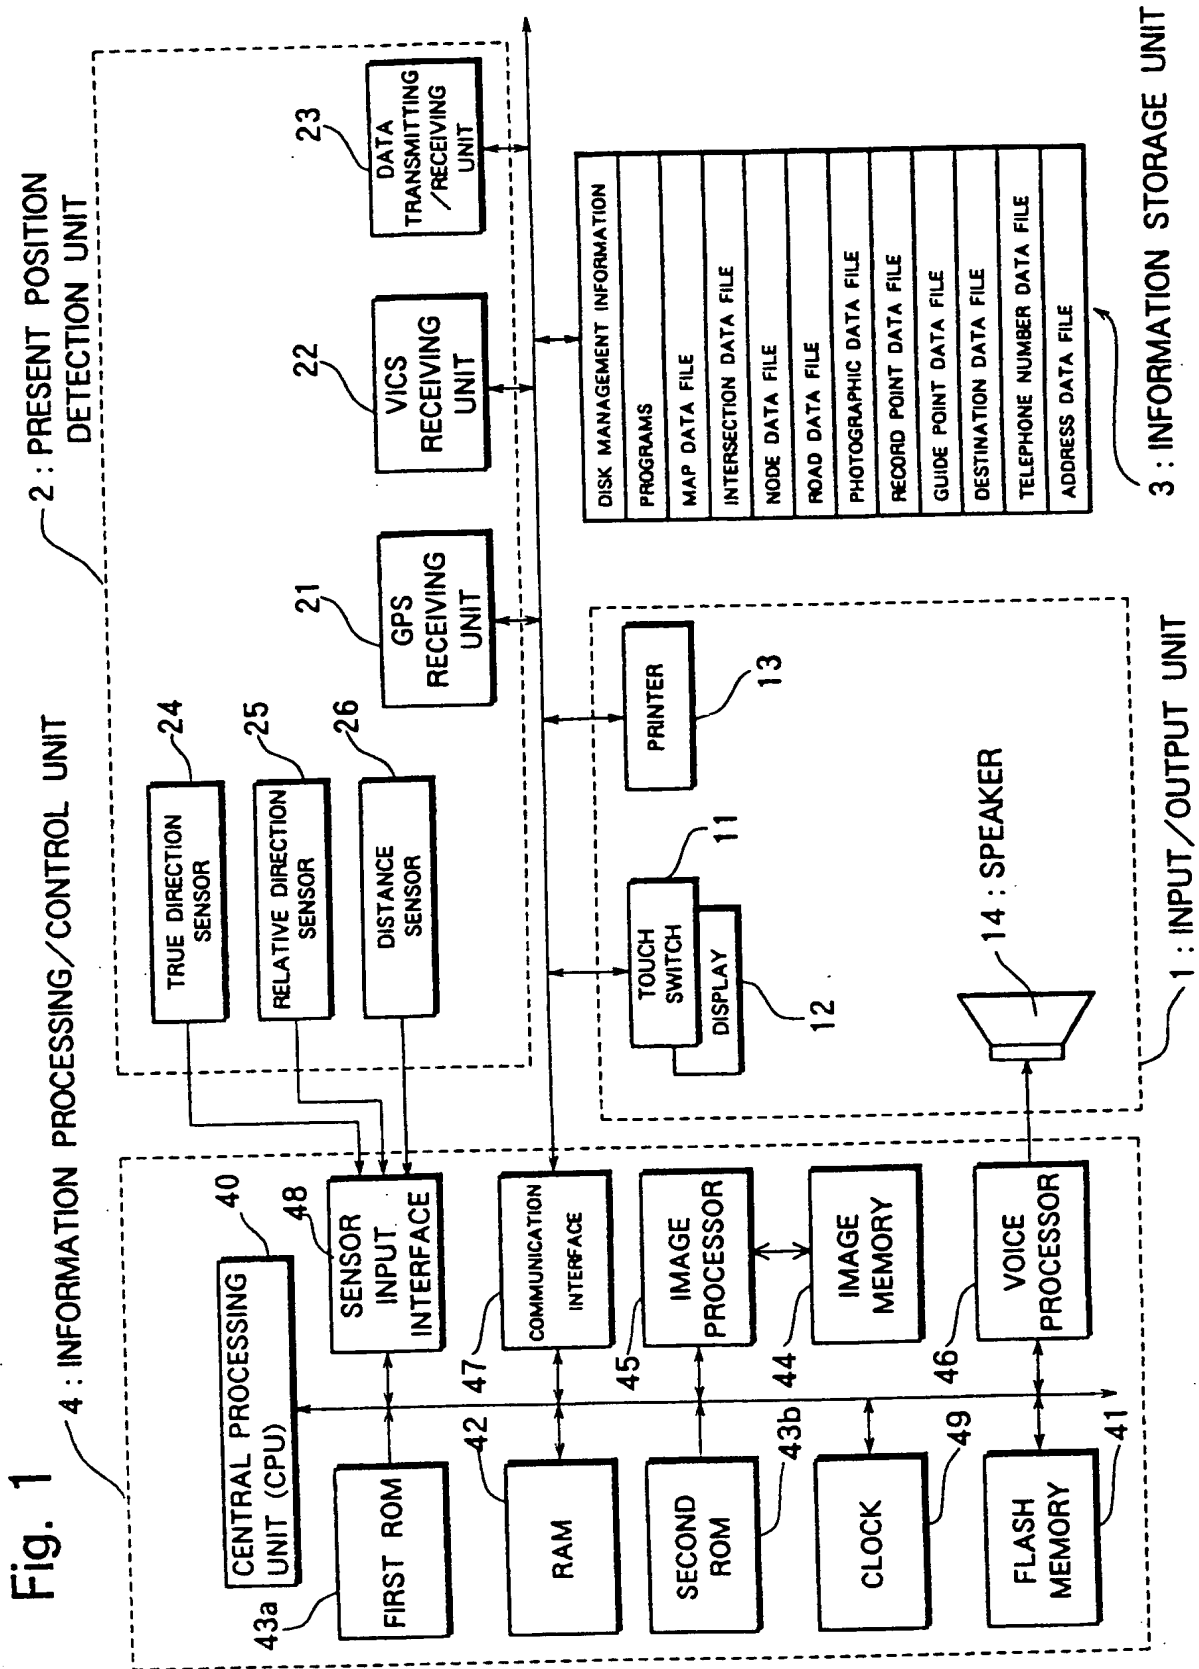 Fig. 1
4 : INFORMATION PROCESSING/CONTROL UNIT
2 : PRESENT POSITION
DETECTION UNIT
40
CENTRAL PROCESSING
UNIT (CPU)
43a
FIRST ROM
48
SENSOR
INPUT
INTERFACE
42
RAM
47
COMMUNICATION
INTERFACE
SECOND
ROM
43b
45
IMAGE
PROCESSOR
44
IMAGE
MEMORY
CLOCK
49
46
VOICE
PROCESSOR
FLASH
MEMORY
41
TRUE DIRECTION
SENSOR
24
RELATIVE DIRECTION
SENSOR
25
DISTANCE
SENSOR
26
21
GPS
RECEIVING
UNIT
22
VICS
RECEIVING
UNIT
23
DATA
TRANSMITTING
/RECEIVING
UNIT
TOUCH
SWITCH
11
DISPLAY
12
PRINTER
13
14 : SPEAKER
1 : INPUT/OUTPUT UNIT
DISK MANAGEMENT INFORMATION
PROGRAMS
MAP DATA FILE
INTERSECTION DATA FILE
NODE DATA FILE
ROAD DATA FILE
PHOTOGRAPHIC DATA FILE
RECORD POINT DATA FILE
GUIDE POINT DATA FILE
DESTINATION DATA FILE
TELEPHONE NUMBER DATA FILE
ADDRESS DATA FILE
3 : INFORMATION STORAGE UNIT